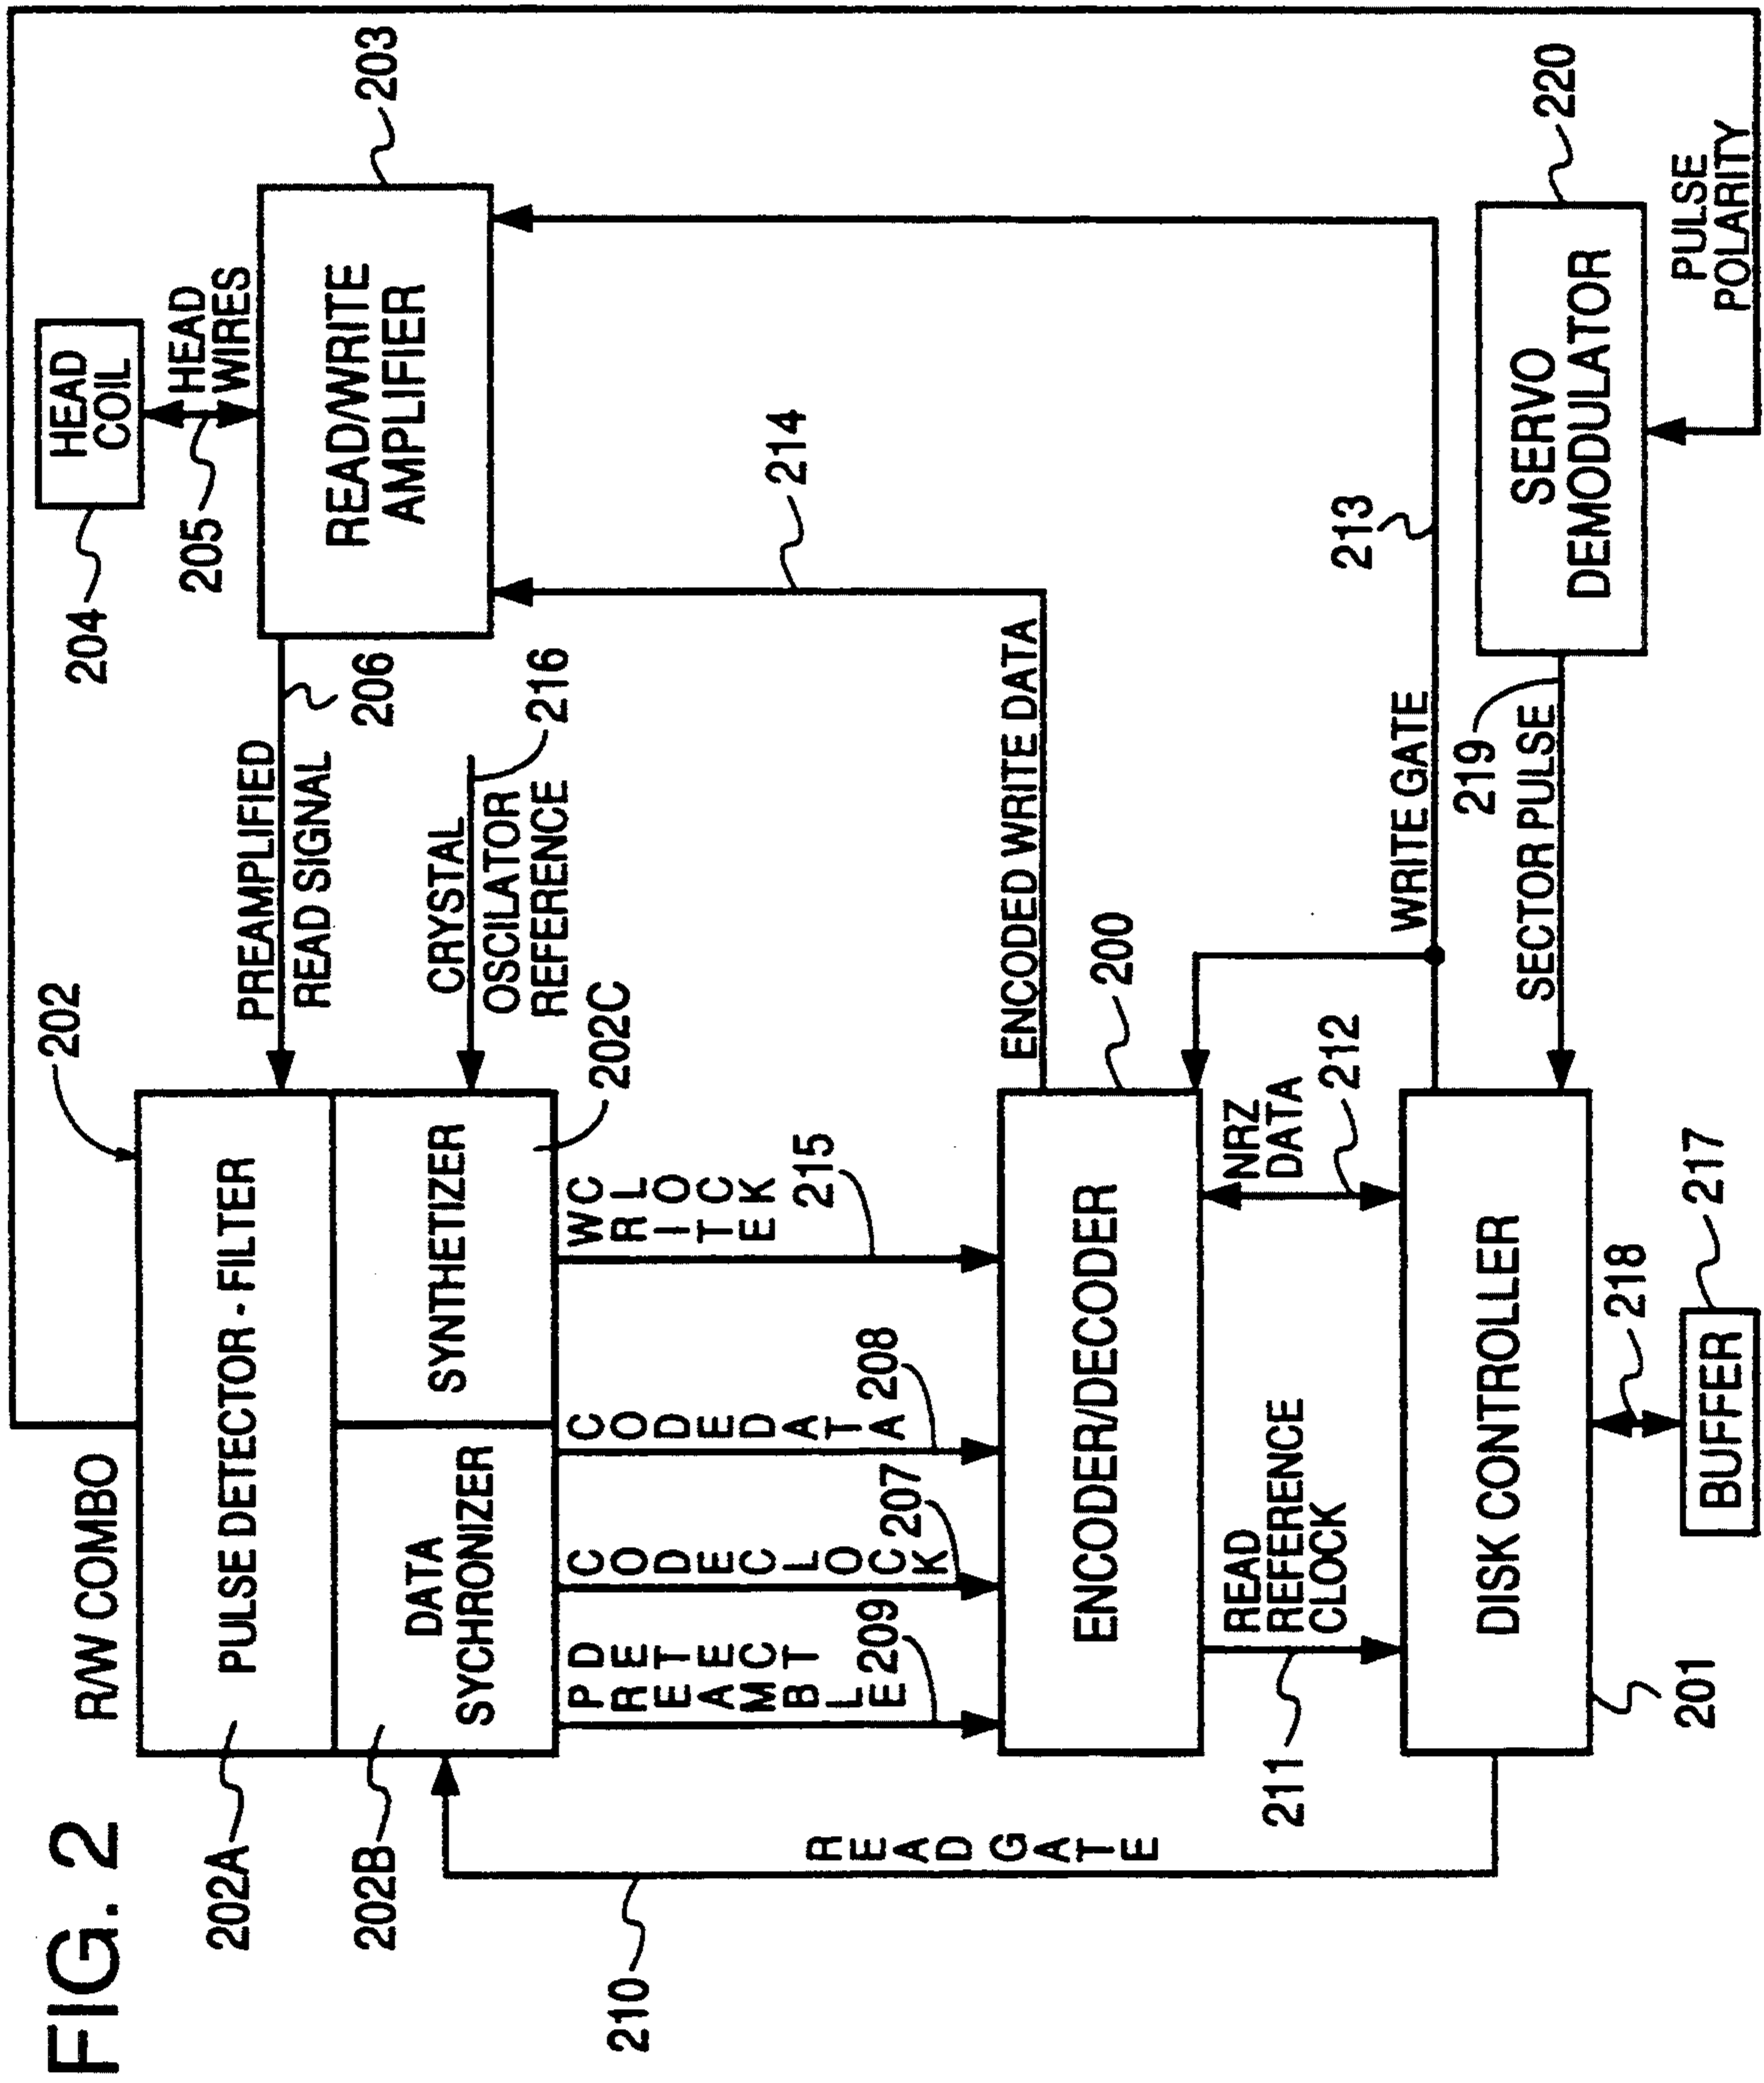 FIG. 2
R/W COMBO
202
PULSE DETECTOR - FILTER
202A
DATA
SYCHRONIZER
202B
SYNTHETIZER
202C
HEAD
COIL
204
HEAD
WIRES
205
READ/WRITE
AMPLIFIER
203
PREAMPLIFIED
READ SIGNAL
206
CRYSTAL
OSCILATOR
REFERENCE
216
PREAMBLE
DETECT
209
CODE CLOCK
207
CODE DATA
208
WRITE
CLOCK
215
READ GATE
210
ENCODED WRITE DATA
214
ENCODER/DECODER
200
READ
REFERENCE
CLOCK
211
NRZ
DATA
212
WRITE GATE
213
DISK CONTROLLER
201
SECTOR PULSE
219
SERVO
DEMODULATOR
220
PULSE
POLARITY
218
BUFFER
217